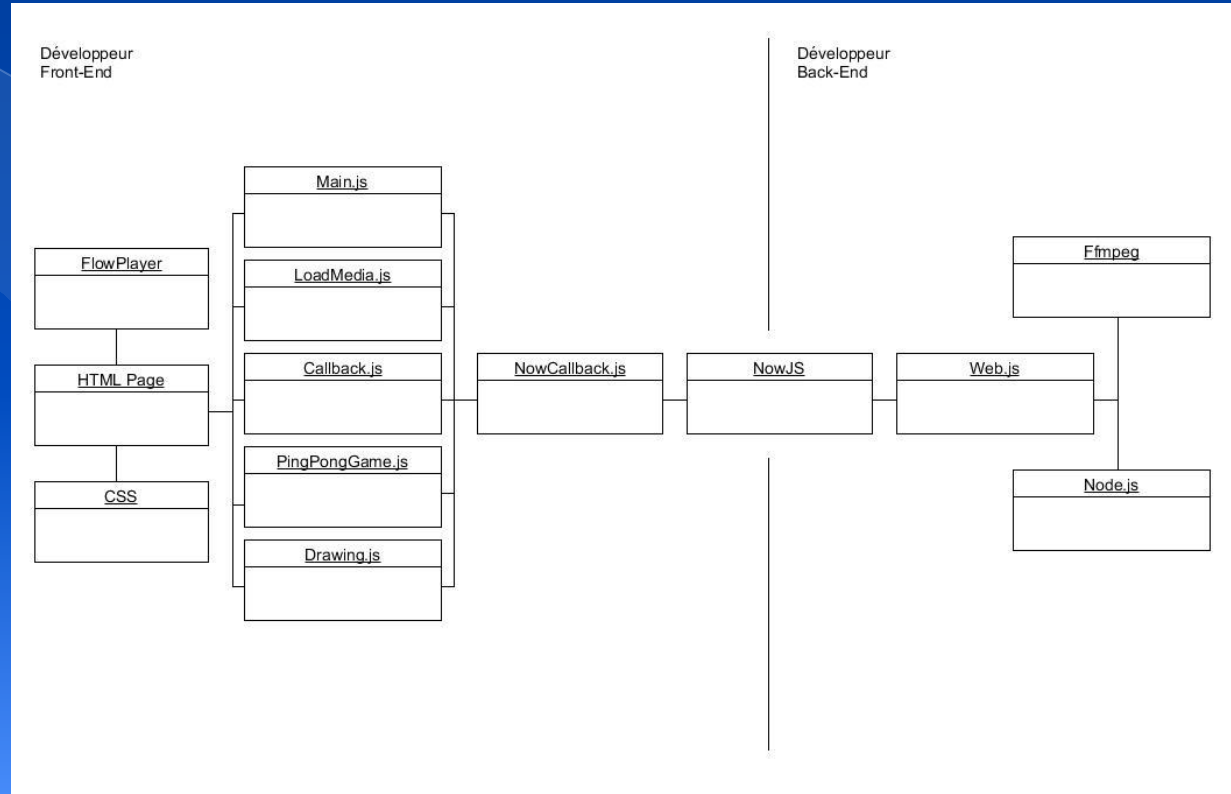 Développeur
Front-End
Développeur
Back-End
Main.js
FlowPlayer
LoadMedia.js
Ffmpeg
HTML Page
Callback.js
NowCallback.js
NowJS
Web.js
PingPongGame.js
CSS
Node.js
Drawing.js